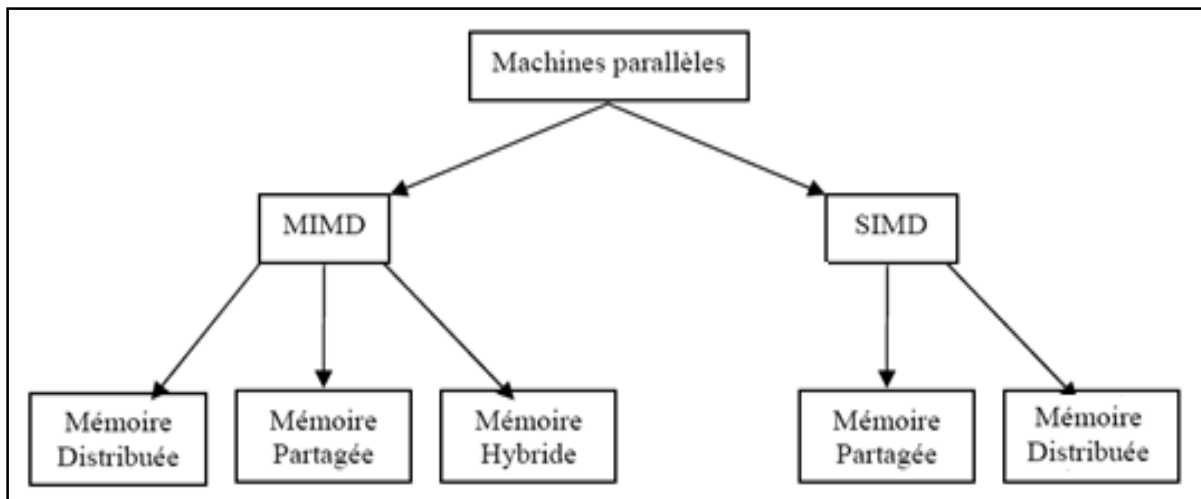 Machines parallèles
MIMD
SIMD
Mémoire
Distribuée
Mémoire
Partagée
Mémoire
Hybride
Mémoire
Partagée
Mémoire
Distribuée